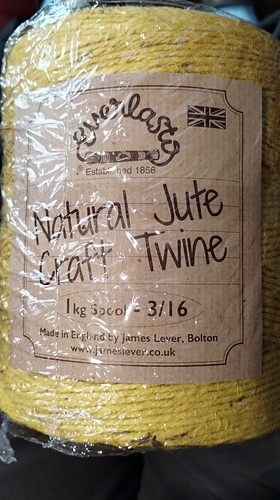 everlasto
Established 1856
Natural Jute
Craft Twine
1kg Spool - 3/16
Made in England by James Lever, Bolton
www.jameslever.co.uk